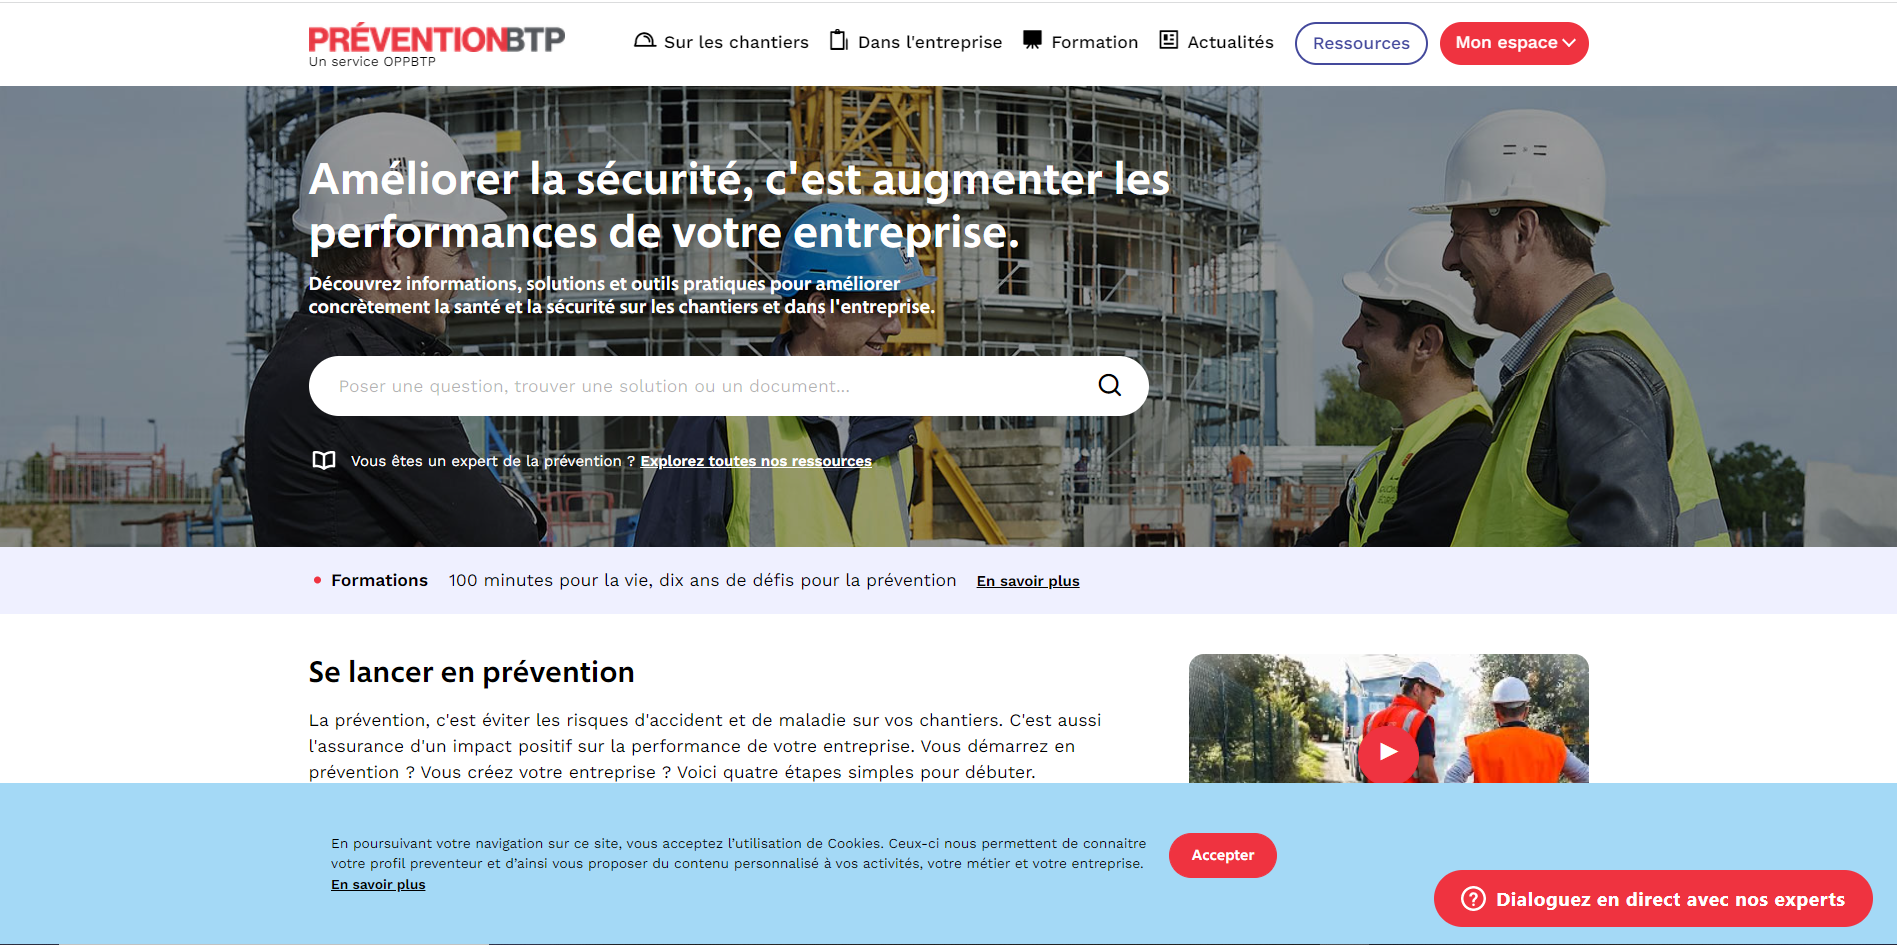 PRÉVENTIONBTP
Un service OPPBTP
Sur les chantiers
Dans l'entreprise
Formation
Actualités
Ressources
Mon espace
Améliorer la sécurité, c'est augmenter les
performances de votre entreprise.
Découvrez informations, solutions et outils pratiques pour améliorer
concrètement la santé et la sécurité sur les chantiers et dans l'entreprise.
Poser une question, trouver une solution ou un document...
Vous êtes un expert de la prévention ? Explorez toutes nos ressources
Formations 100 minutes pour la vie, dix ans de défis pour la prévention En savoir plus
Se lancer en prévention
La prévention, c'est éviter les risques d'accident et de maladie sur vos chantiers. C'est aussi
l'assurance d'un impact positif sur la performance de votre entreprise. Vous démarrez en
prévention ? Vous créez votre entreprise ? Voici quatre étapes simples pour débuter.
En poursuivant votre navigation sur ce site, vous acceptez l’utilisation de Cookies. Ceux-ci nous permettent de connaitre
votre profil preventeur et d’ainsi vous proposer du contenu personnalisé à vos activités, votre métier et votre entreprise.
En savoir plus
Accepter
Dialoguez en direct avec nos experts